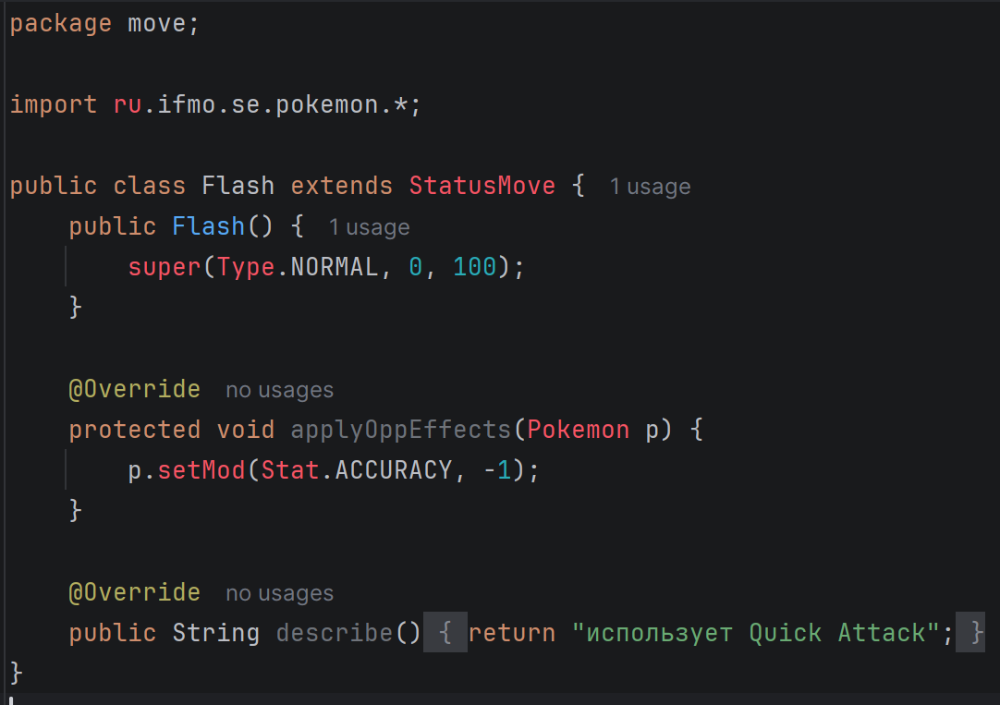 package move;
import ru.ifmo.se.pokemon.*;
public class Flash extends StatusMove { 1 usage
public Flash() { 1 usage
super(Type.NORMAL, 0, 100);
}
@Override no usages
protected void applyOppEffects(Pokemon p) {
p.setMod(Stat.ACCURACY, -1);
}
@Override no usages
public String describe() { return "использует Quick Attack"; }
}